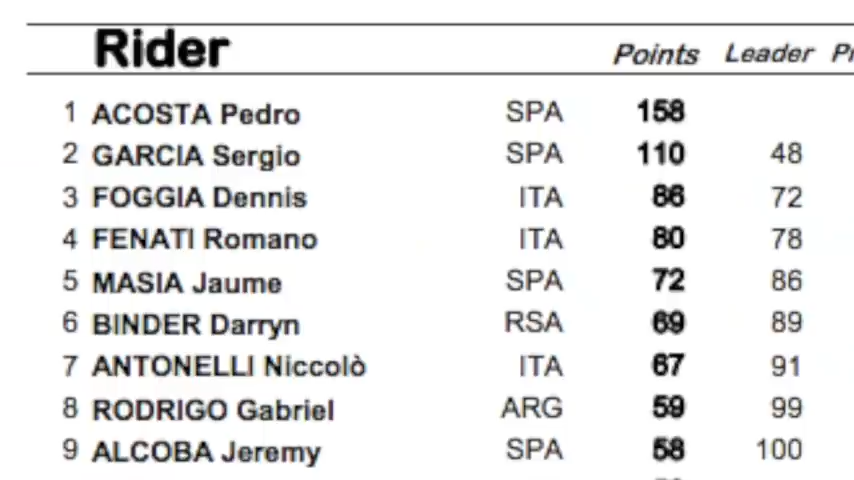 Rider Points Leader
1 ACOSTA Pedro SPA 158
2 GARCIA Sergio SPA 110 48
3 FOGGIA Dennis ITA 86 72
4 FENATI Romano ITA 80 78
5 MASIA Jaume SPA 72 86
6 BINDER Darryn RSA 69 89
7 ANTONELLI Niccolò ITA 67 91
8 RODRIGO Gabriel ARG 59 99
9 ALCOBA Jeremy SPA 58 100